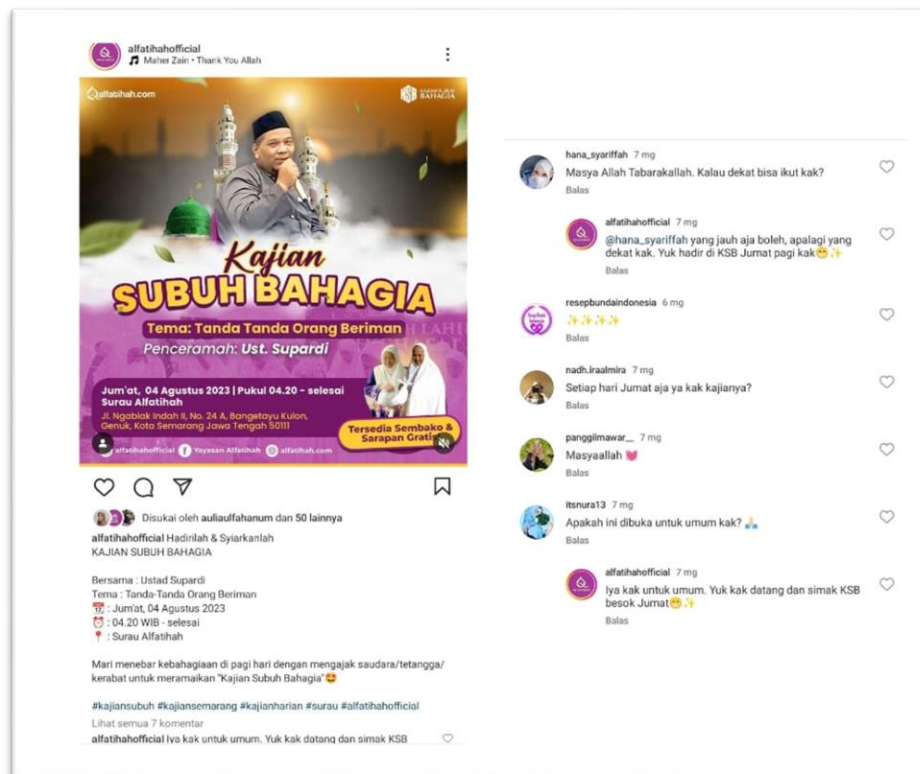 alfatihahofficial
Maher Zain • Thank You Allah
alfatihah.com
KSB
BAHAGIA
Kajian
SUBUH BAHAGIA
Tema: Tanda Tanda Orang Beriman
Penceramah: Ust. Supardi
Jum'at, 04 Agustus 2023 | Pukul 04.20 - selesai
Surau Alfatihah
Jl. Ngablak Indah II, No. 24 A, Bangetayu Kulon,
Genuk, Kota Semarang Jawa Tengah 50111
Tersedia Sembako &
Sarapan Gratis
alfatihahofficial Yayasan Alfatihah alfatihah.com
Disukai oleh auliaulfahanum dan 50 lainnya
alfatihahofficial Hadirilah & Syiarkanlah
KAJIAN SUBUH BAHAGIA
Bersama : Ustad Supardi
Tema : Tanda-Tanda Orang Beriman
📅 : Jum'at, 04 Agustus 2023
⏰ : 04.20 WIB - selesai
📍 : Surau Alfatihah
Mari menebar kebahagiaan di pagi hari dengan mengajak saudara/tetangga/
kerabat untuk meramaikan "Kajian Subuh Bahagia"🤩
#kajiansubuh #kajiansemarang #kajianharian #surau #alfatihahofficial
Lihat semua 7 komentar
alfatihahofficial Iya kak untuk umum. Yuk kak datang dan simak KSB
hana_syariffah 7 mg
Masya Allah Tabarakallah. Kalau dekat bisa ikut kak?
Balas
alfatihahofficial 7 mg
@hana_syariffah yang jauh aja boleh, apalagi yang
dekat kak. Yuk hadir di KSB Jumat pagi kak😁✨
Balas
resepbundaindonesia 6 mg
✨✨✨✨
Balas
nadh.iraalmira 7 mg
Setiap hari Jumat aja ya kak kajianya?
Balas
panggilmawar__ 7 mg
Masyaallah 💓
Balas
itsnura13 7 mg
Apakah ini dibuka untuk umum kak? 🙏
Balas
alfatihahofficial 7 mg
Iya kak untuk umum. Yuk kak datang dan simak KSB
besok Jumat😁✨
Balas